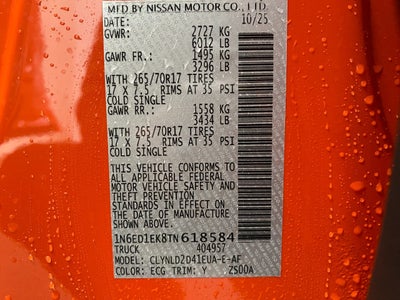 MFD BY NISSAN MOTOR CO., LTD.
DATE: 10/25
GVWR: 2727 KG
6012 LB
GAWR FR.: 1495 KG
3296 LB
WITH 265/70R17 TIRES
17 X 7.5 RIMS AT 35 PSI
COLD SINGLE
GAWR RR.: 1558 KG
3434 LB
WITH 265/70R17 TIRES
17 X 7.5 RIMS AT 35 PSI
COLD SINGLE
THIS VEHICLE CONFORMS TO
ALL APPLICABLE FEDERAL
MOTOR VEHICLE SAFETY
AND THEFT PREVENTION
STANDARDS IN EFFECT ON
THE DATE OF MANUFACTURE
SHOWN ABOVE.
1N6ED1EK8TN618584
TRUCK 404957
MODEL: CLYNLD2D41EUA-E-AF
COLOR: ECG TRIM: Y ZS00A